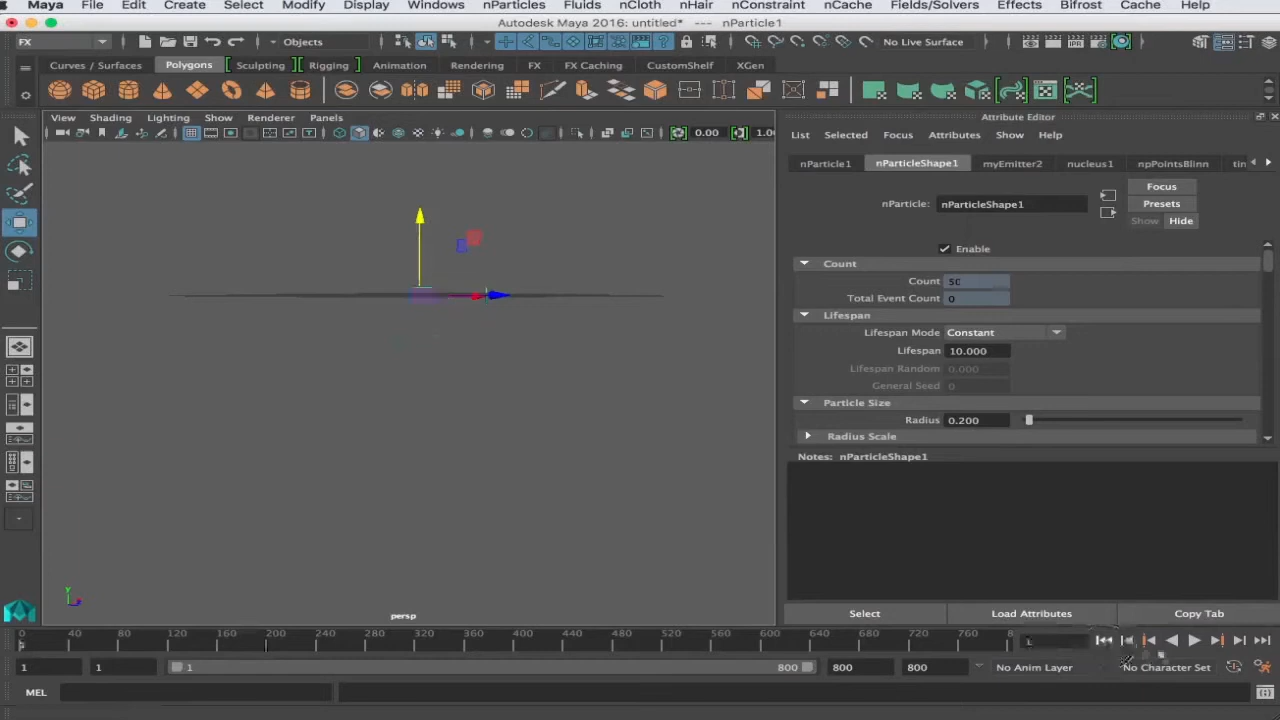 Maya File Edit Create Select Modify Display Windows nParticles Fluids nCloth nHair nConstraint nCache Fields/Solvers Effects Bifrost Cache Help
Autodesk Maya 2016: untitled* --- nParticle1
FX Objects No Live Surface
Curves / Surfaces Polygons Sculpting Rigging Animation Rendering FX FX Caching CustomShelf XGen
View Shading Lighting Show Renderer Panels
0.00 1.0
Attribute Editor
List Selected Focus Attributes Show Help
nParticle1 nParticleShape1 myEmitter2 nucleus1 npPointsBlinn
nParticle: nParticleShape1
Focus
Presets
Show Hide
Enable
Count
Count 50
Total Event Count 0
Lifespan
Lifespan Mode Constant
Lifespan 10.000
Lifespan Random 0.000
General Seed 0
Particle Size
Radius 0.200
Radius Scale
Notes: nParticleShape1
Select Load Attributes Copy Tab
persp
0 40 80 120 160 200 240 280 320 360 400 440 480 520 560 600 640 680 720 760
1 1 1 800 800 800 No Anim Layer No Character Set
MEL